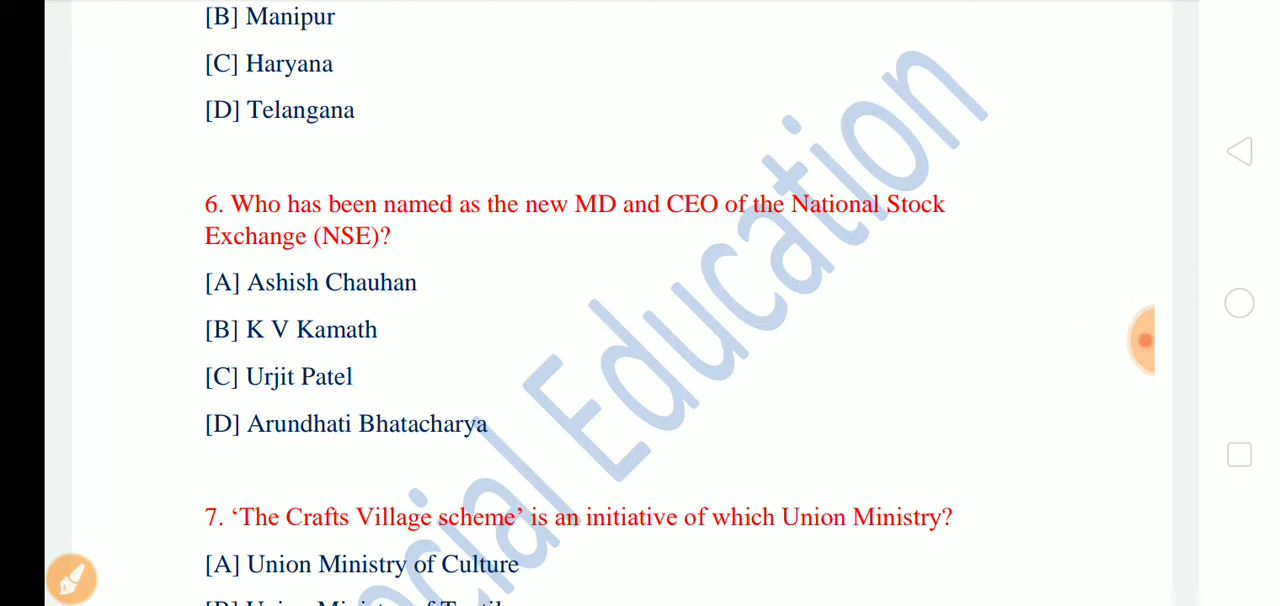 [B] Manipur
[C] Haryana
[D] Telangana
6. Who has been named as the new MD and CEO of the National Stock
Exchange (NSE)?
[A] Ashish Chauhan
[B] K V Kamath
[C] Urjit Patel
[D] Arundhati Bhatacharya
7. ‘The Crafts Village scheme’ is an initiative of which Union Ministry?
[A] Union Ministry of Culture
cial Education